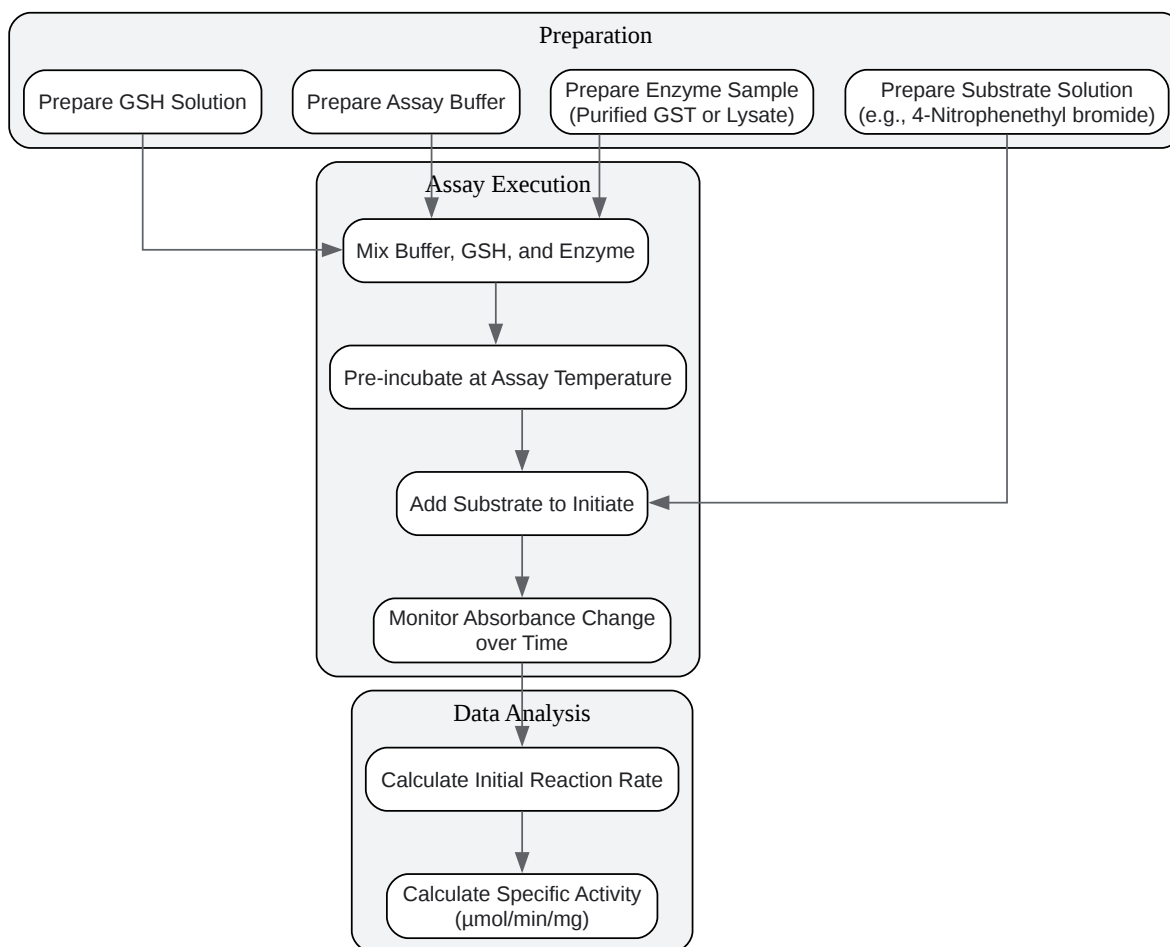 Preparation
Prepare GSH Solution
Prepare Assay Buffer
Prepare Enzyme Sample
(Purified GST or Lysate)
Prepare Substrate Solution
(e.g., 4-Nitrophenethyl bromide)
Assay Execution
Mix Buffer, GSH, and Enzyme
Pre-incubate at Assay Temperature
Add Substrate to Initiate
Monitor Absorbance Change
over Time
Data Analysis
Calculate Initial Reaction Rate
Calculate Specific Activity
(µmol/min/mg)